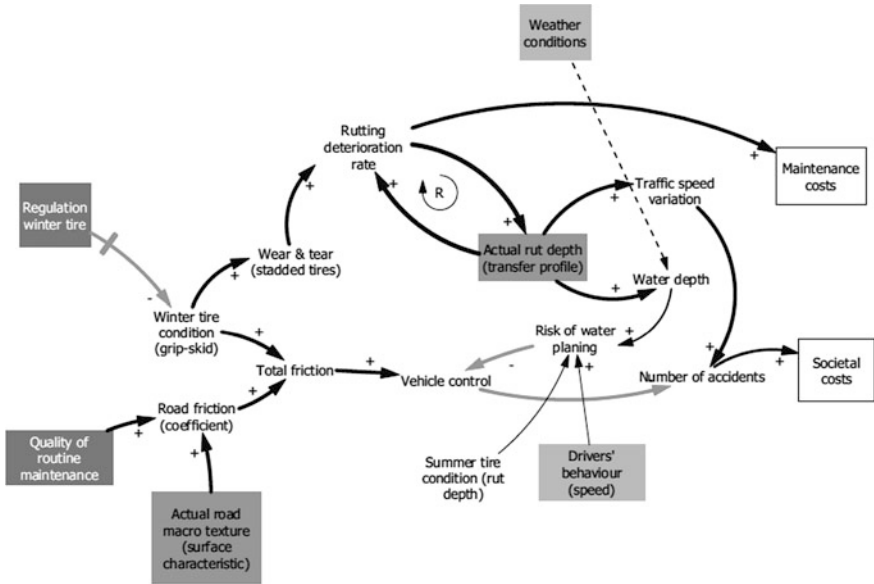 Weather
conditions
Rutting
deterioration
rate
+
+
R
+
+
Maintenance
costs
+
Traffic speed
variation
+
Regulation
winter tire
Wear & tear
(stadded tires)
+
Actual rut depth
(transfer profile)
+
Water depth
-
Winter tire
condition
(grip-skid)
+
Risk of water
planing
+
+
-
+
Total friction
+
Vehicle control
Number of accidents
+
+
Societal
costs
Road friction
(coefficient)
+
+
+
Quality of
routine
maintenance
Summer tire
condition (rut
depth)
Drivers'
behaviour
(speed)
Actual road
macro texture
(surface
characteristic)